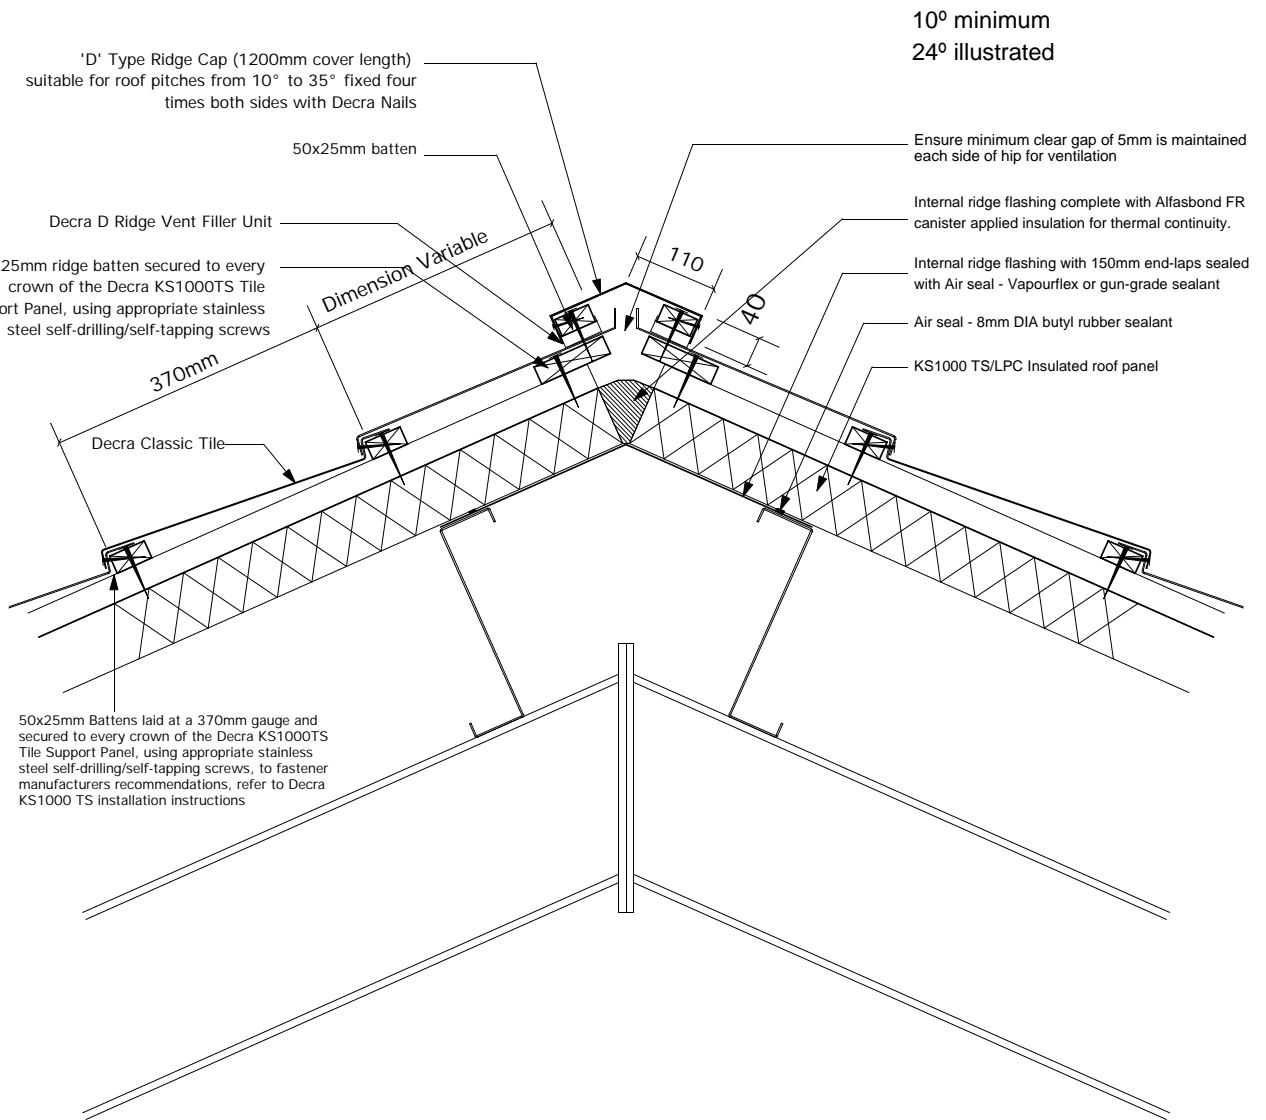 10º minimum
24º illustrated
'D' Type Ridge Cap (1200mm cover length)
suitable for roof pitches from 10° to 35° fixed four
times both sides with Decra Nails
50x25mm batten
Decra D Ridge Vent Filler Unit
25mm ridge batten secured to every
crown of the Decra KS1000TS Tile
Panel, using appropriate stainless
steel self-drilling/self-tapping screws
Decra Classic Tile
370mm
Dimension Variable
110
40
Ensure minimum clear gap of 5mm is maintained
each side of hip for ventilation
Internal ridge flashing complete with Alfasbond FR
canister applied insulation for thermal continuity.
Internal ridge flashing with 150mm end-laps sealed
with Air seal - Vapourflex or gun-grade sealant
Air seal - 8mm DIA butyl rubber sealant
KS1000 TS/LPC Insulated roof panel
50x25mm Battens laid at a 370mm gauge and
secured to every crown of the Decra KS1000TS
Tile Support Panel, using appropriate stainless
steel self-drilling/self-tapping screws, to fastener
manufacturers recommendations, refer to Decra
KS1000 TS installation instructions